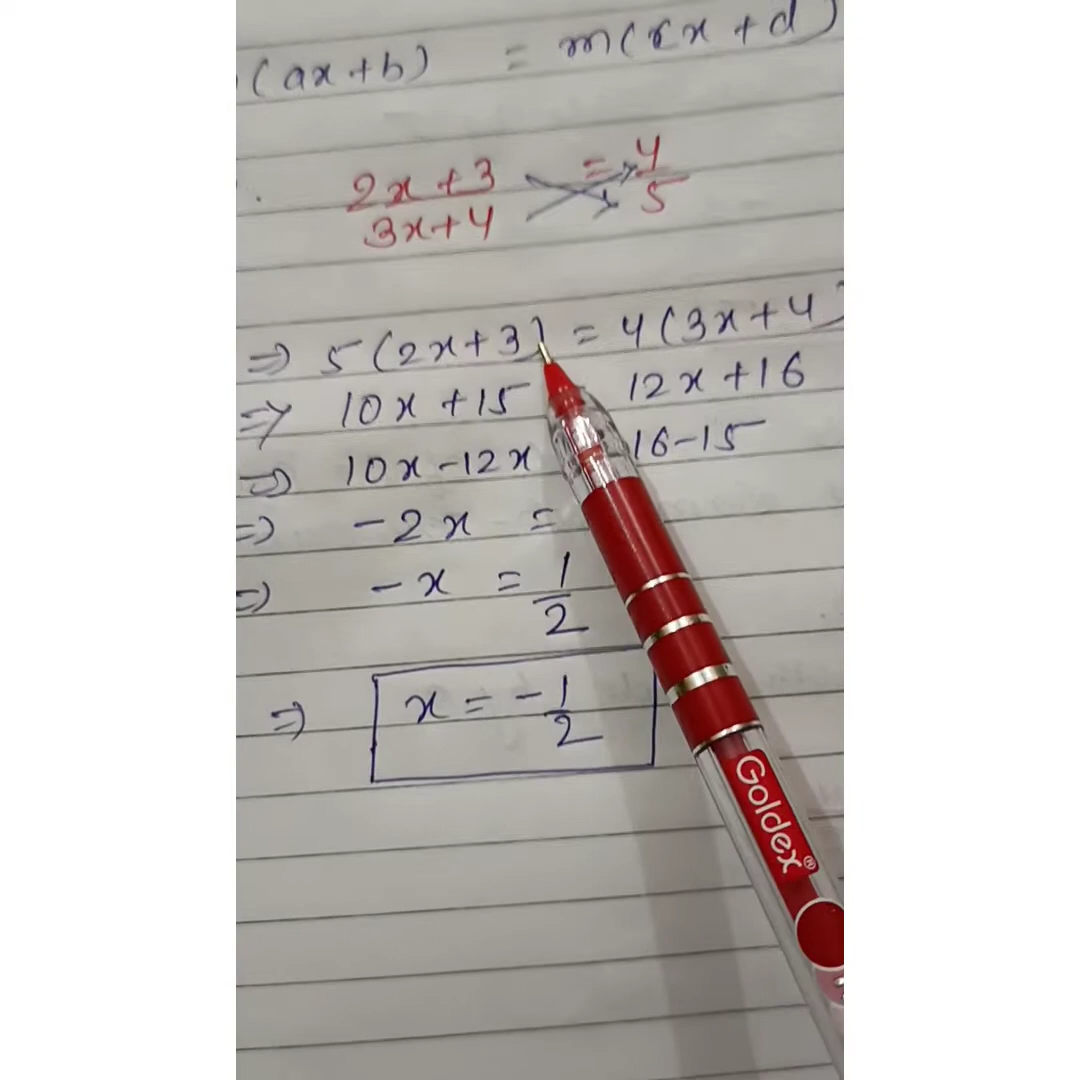 (ax+b) = m(cx+d)
2x+3 = 4
3x+4 5
=> 5(2x+3) = 4(3x+4)
=> 10x+15 12x+16
=> 10x-12x 16-15
=> -2x =
=> -x = 1/2
=> x = -1/2
Goldex®